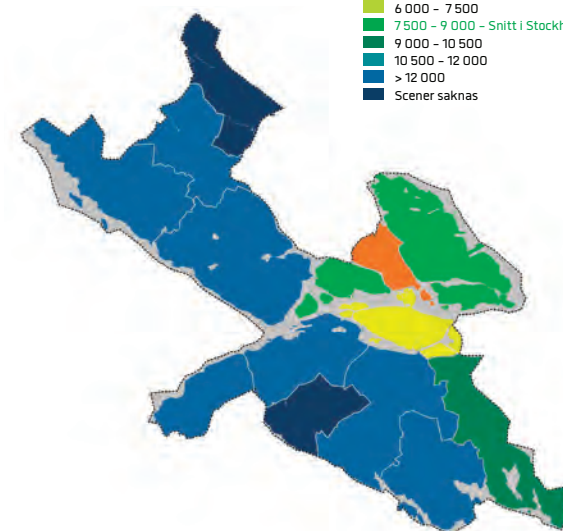 6 000 – 7 500
7 500 – 9 000 – Snitt i
9 000 – 10 500
10 500 – 12 000
> 12 000
Scener saknas